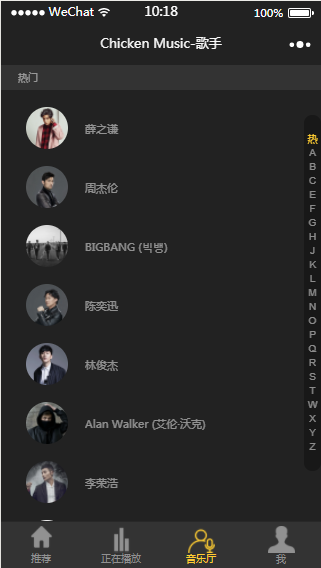 WeChat 10:18 100%
Chicken Music-歌手
热门
薛之谦
周杰伦
BIGBANG (빅뱅)
陈奕迅
林俊杰
Alan Walker (艾伦·沃克)
李荣浩
热
A
B
C
E
F
G
H
J
K
L
M
N
O
P
Q
R
S
T
W
X
Y
Z
推荐 正在播放 音乐厅 我